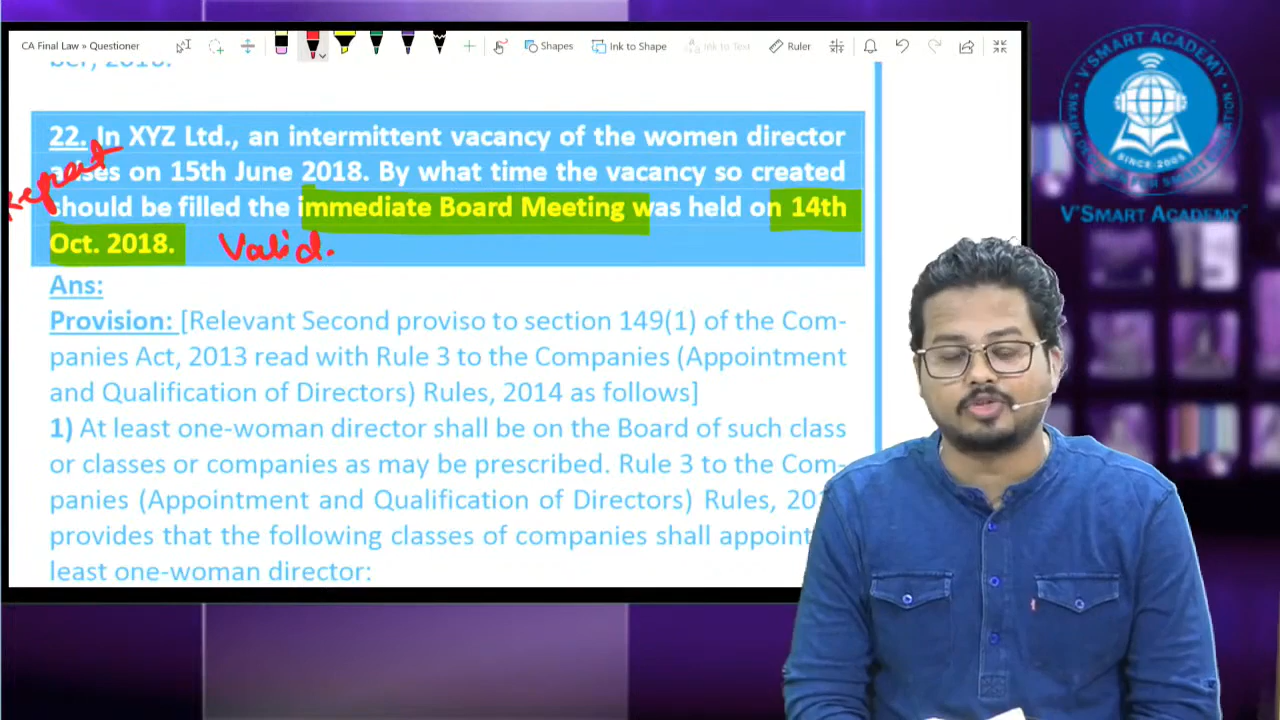 CA Final Law » Questioner
Shapes
Ink to Shape
Ink to Text
Ruler
ber, 2018.
22. In XYZ Ltd., an intermittent vacancy of the women director
arises on 15th June 2018. By what time the vacancy so created
should be filled the immediate Board Meeting was held on 14th
Oct. 2018.
Repeat
Valid.
Ans:
Provision: [Relevant Second proviso to section 149(1) of the Com-
panies Act, 2013 read with Rule 3 to the Companies (Appointment
and Qualification of Directors) Rules, 2014 as follows]
1) At least one-woman director shall be on the Board of such class
or classes or companies as may be prescribed. Rule 3 to the Com-
panies (Appointment and Qualification of Directors) Rules,
provides that the following classes of companies shall appoint
least one-woman director:
V'SMART ACADEMY
SINCE 2005
V'SMART Academy